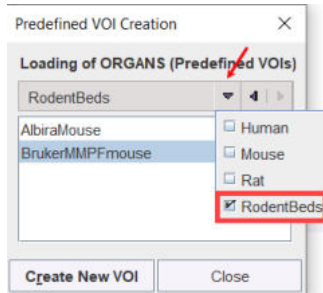 Predefined VOI Creation
Loading of ORGANS (Predefined VOIs)
RodentBeds
AlbiraMouse
BrukerMMPFmouse
Human
Mouse
Rat
RodentBeds
Create New VOI
Close